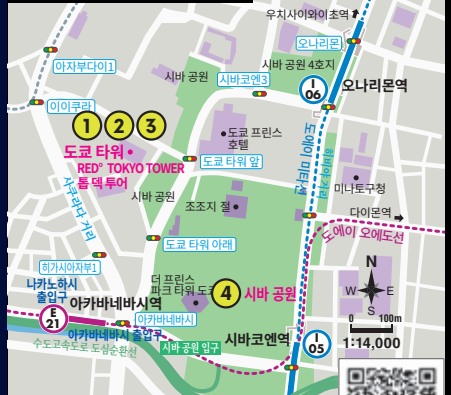 우치사이와이초역
오나리몬
아자부다이1
시바 공원 4호지
시바 공원
시바코엔3
I
06
오나리몬역
이이쿠라
1 2 3
도쿄 프린스
호텔
도쿄 타워
RED° TOKYO TOWER
톱 덱 투어
도쿄 타워 앞
도에이 미타선
히비야 거리
미나토구청
사쿠라다 거리
시바 공원
조조지 절
다이몬역
도에이 오에도선
도쿄 타워 아래
히가시아자부1
더 프린스
파크 타워 도쿄
4
시바 공원
N
W E
S
나카노하시
출입구
아카바네바시역
E
21
아카바네바시
아카바네바시 출입구
수도고속도로 도심순환선
시바 공원 입구
시바코엔역
I
05
0 100m
1:14,000